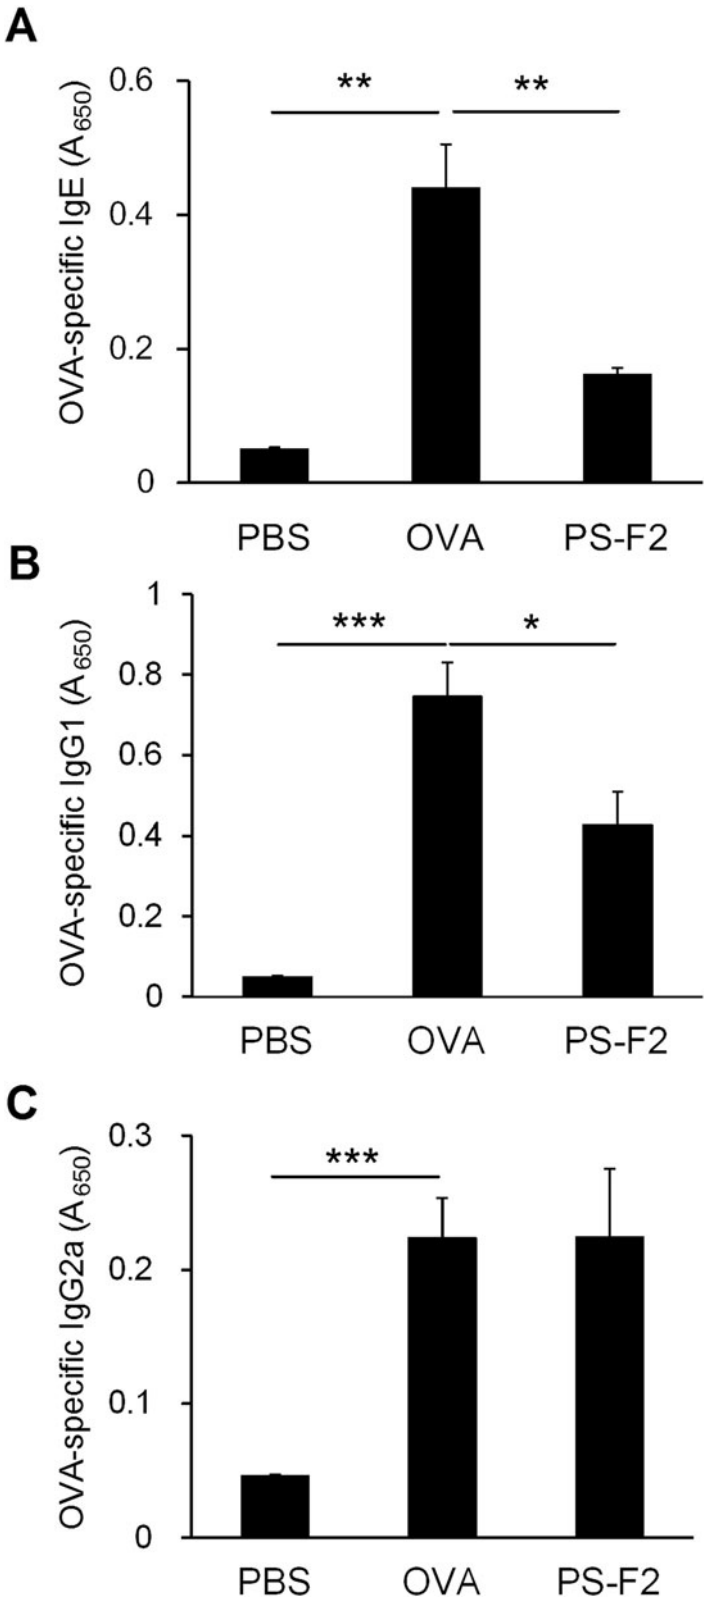 A
OVA-specific IgE (A650)
0.6
0.4
0.2
0
** **
PBS OVA PS-F2
B
OVA-specific IgG1 (A650)
1
0.8
0.6
0.4
0.2
0
*** *
PBS OVA PS-F2
C
OVA-specific IgG2a (A650)
0.3
0.2
0.1
0
***
PBS OVA PS-F2